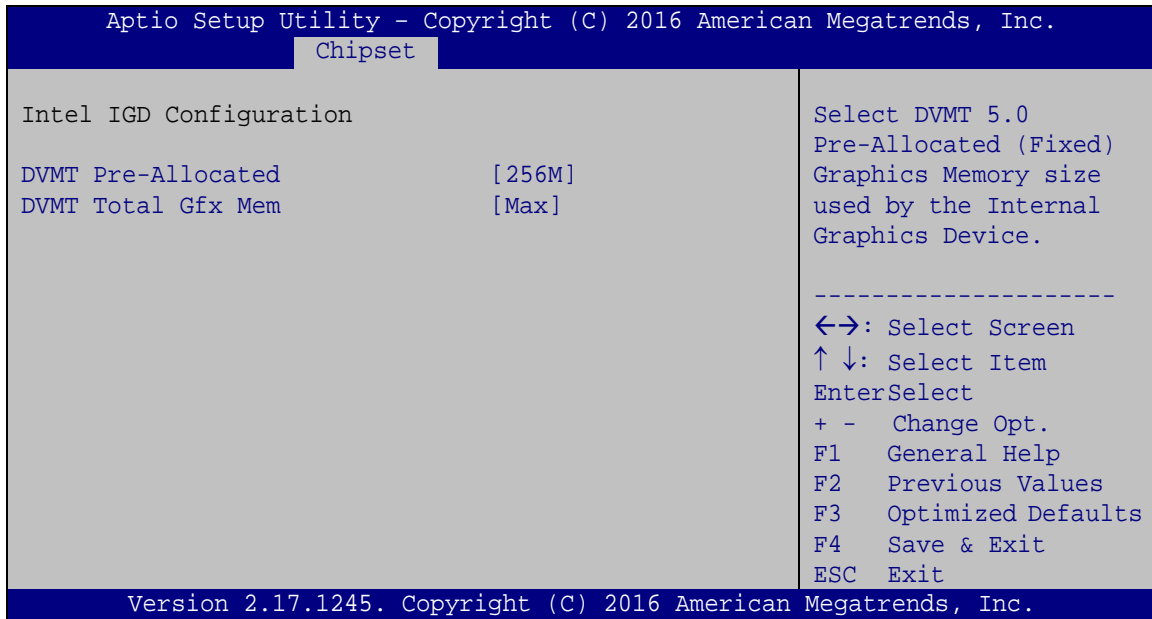 Aptio Setup Utility – Copyright (C) 2016 American Megatrends, Inc.
Chipset
Intel IGD Configuration
DVMT Pre-Allocated [256M]
DVMT Total Gfx Mem [Max]
Select DVMT 5.0
Pre-Allocated (Fixed)
Graphics Memory size
used by the Internal
Graphics Device.
---------------------
←→: Select Screen
↑ ↓: Select Item
EnterSelect
+ - Change Opt.
F1 General Help
F2 Previous Values
F3 Optimized Defaults
F4 Save & Exit
ESC Exit
Version 2.17.1245. Copyright (C) 2016 American Megatrends, Inc.